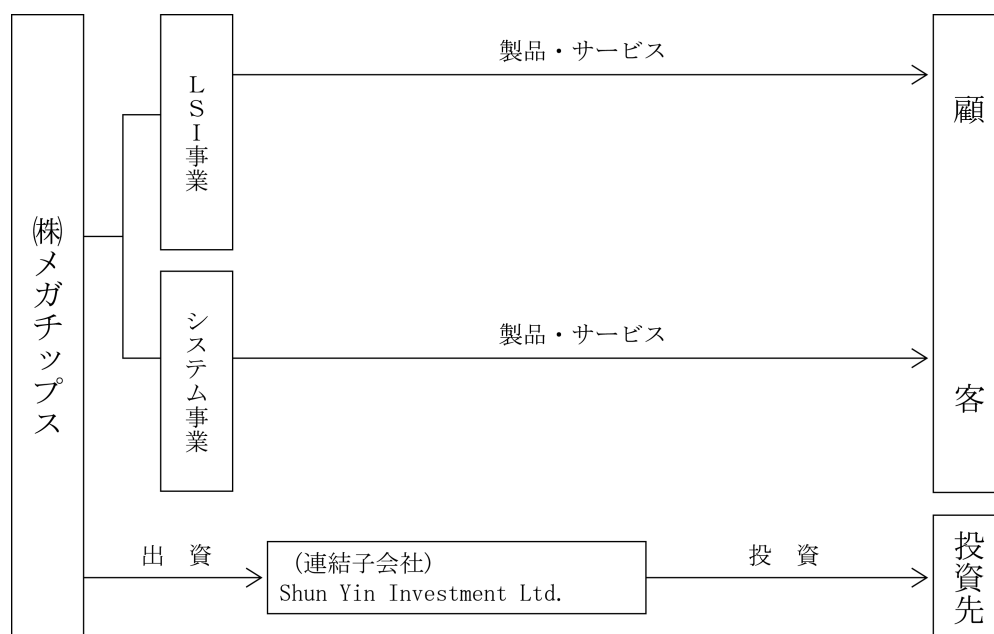 ㈱メガチップス
LSI事業
製品・サービス
顧客
システム事業
製品・サービス
出　資
（連結子会社）
Shun Yin Investment Ltd.
投　資
投資先